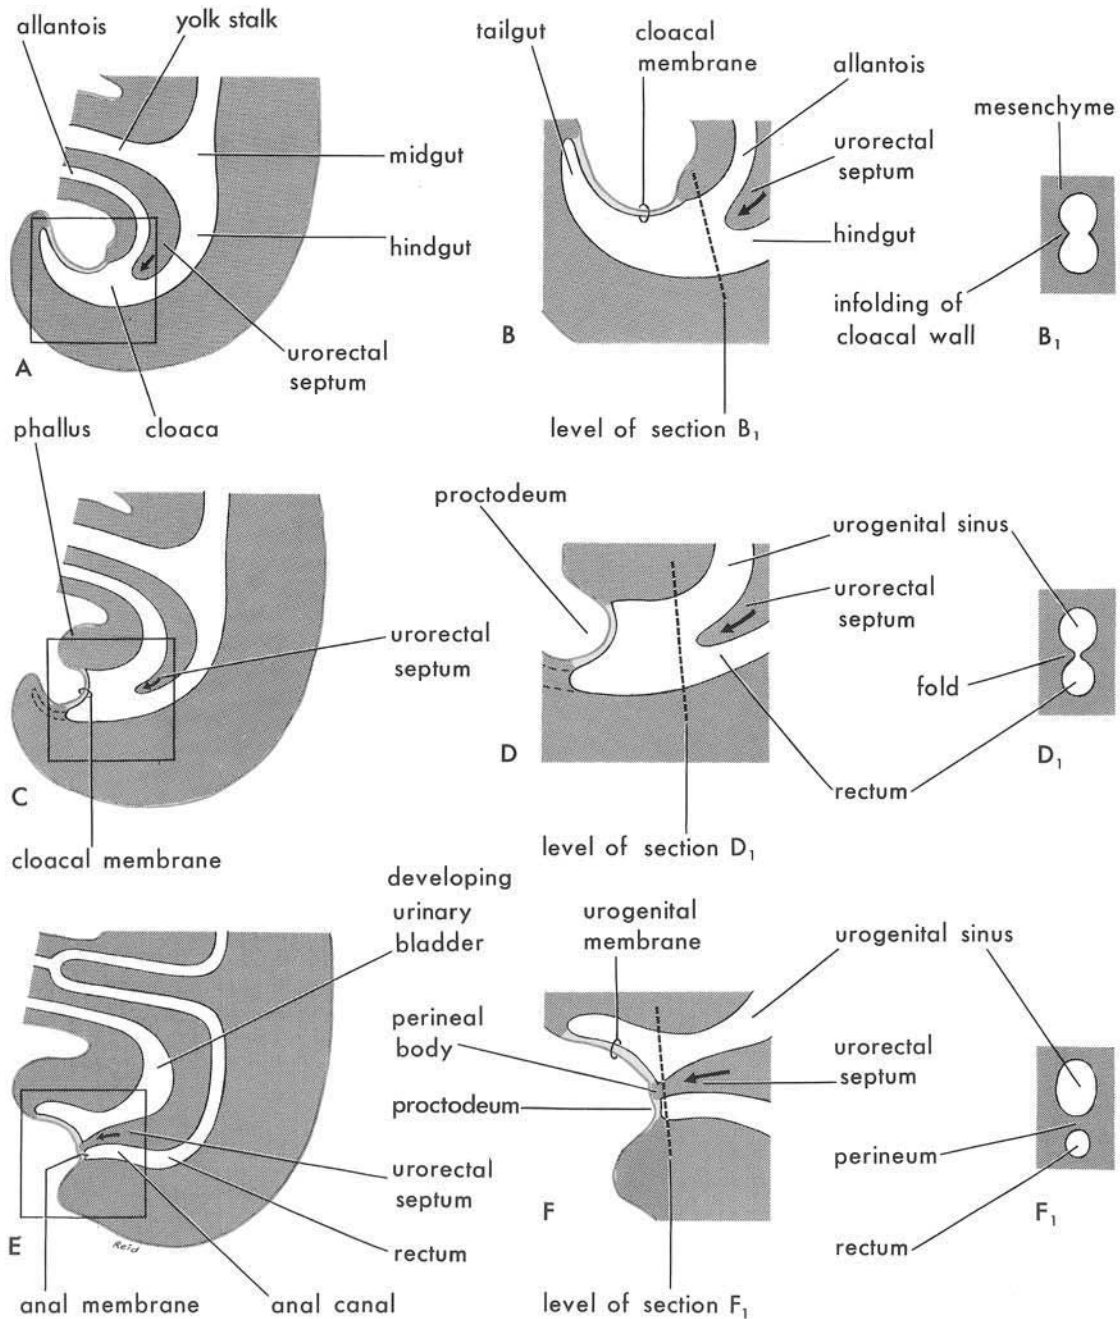 allantois
yolk stalk
midgut
hindgut
urorectal
septum
cloaca
A
tailgut
cloacal
membrane
allantois
urorectal
septum
hindgut
B
level of section B₁
mesenchyme
infolding of
cloacal wall
B₁
phallus
urorectal
septum
C
cloacal membrane
proctodeum
urogenital sinus
urorectal
septum
fold
rectum
D
level of section D₁
D₁
developing
urinary
bladder
urorectal
septum
rectum
E
Reid
anal membrane
anal canal
urogenital
membrane
perineal
body
proctodeum
urogenital sinus
urorectal
septum
perineum
rectum
F
level of section F₁
F₁